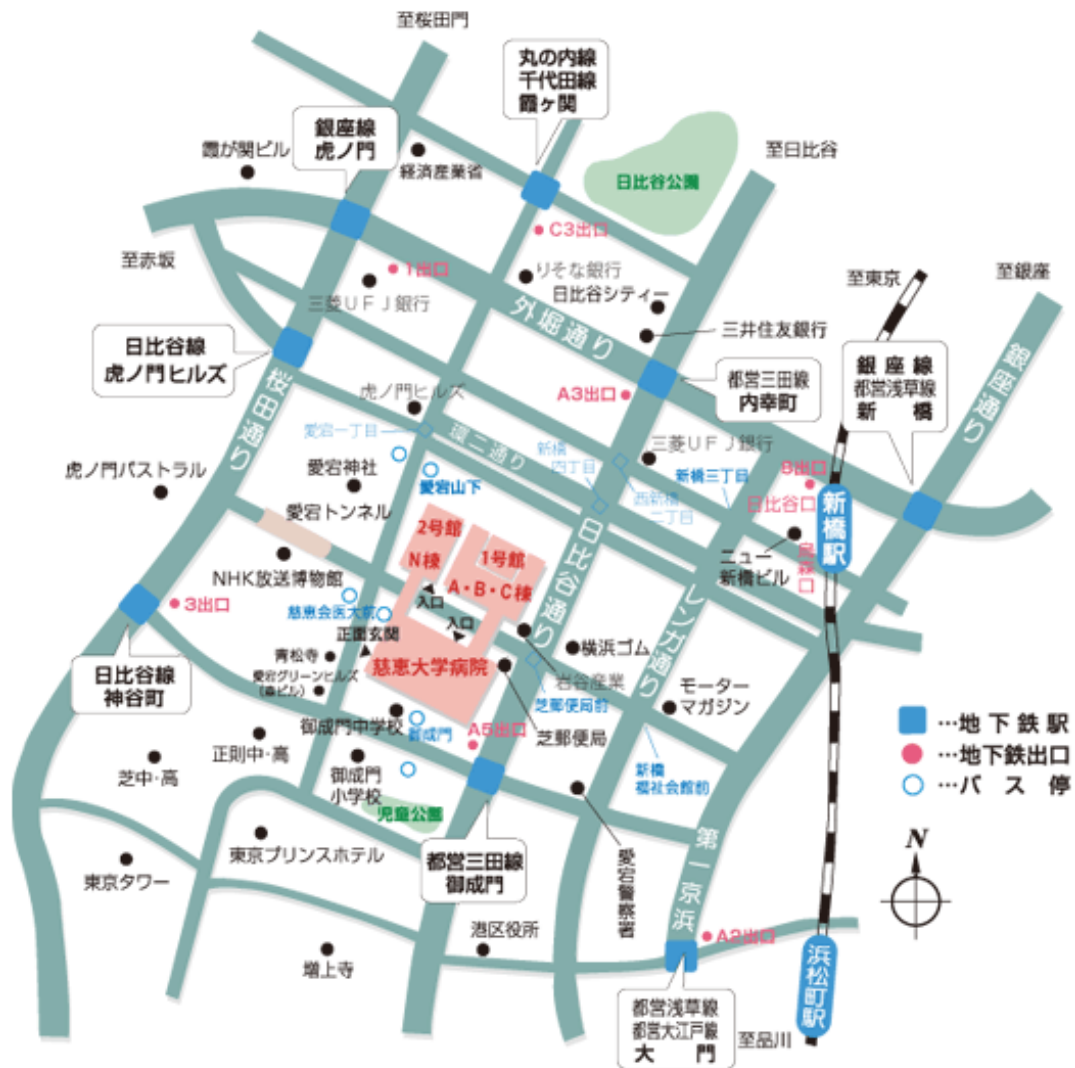 至桜田門
丸の内線
千代田線
霞ヶ関
銀座線
虎ノ門
霞が関ビル
経済産業省
日比谷公園
至日比谷
C3出口
至赤坂
1出口
りそな銀行
日比谷シティー
至東京
至銀座
三菱UFJ銀行
外堀通り
三井住友銀行
日比谷線
虎ノ門ヒルズ
都営三田線
内幸町
銀座線
都営浅草線
新橋
銀座通り
桜田通り
虎ノ門ヒルズ
A3出口
愛宕一丁目
環二通り
新橋
四丁目
三菱UFJ銀行
虎ノ門パストラル
愛宕神社
愛宕山下
西新橋
二丁目
新橋三丁目
8出口
日比谷口
新橋駅
愛宕トンネル
2号館
N棟
1号館
A・B・C棟
日比谷通り
ニュー
新橋ビル
烏森口
NHK放送博物館
入口
慈恵会医大前
入口
レンガ通り
3出口
正面玄関
横浜ゴム
日比谷線
神谷町
青松寺
慈恵大学病院
岩谷産業
愛宕グリーンヒルズ
(森ビル)
芝郵便局前
モーター
マガジン
御成門中学校
御成門
A5出口
芝郵便局
…地下鉄駅
正則中・高
芝中・高
御成門
小学校
新橋
福祉会館前
…地下鉄出口
…バス停
児童公園
東京プリンスホテル
都営三田線
御成門
愛宕警察署
第一京浜
N
東京タワー
港区役所
A2出口
増上寺
浜松町駅
都営浅草線
都営大江戸線
大門
至品川